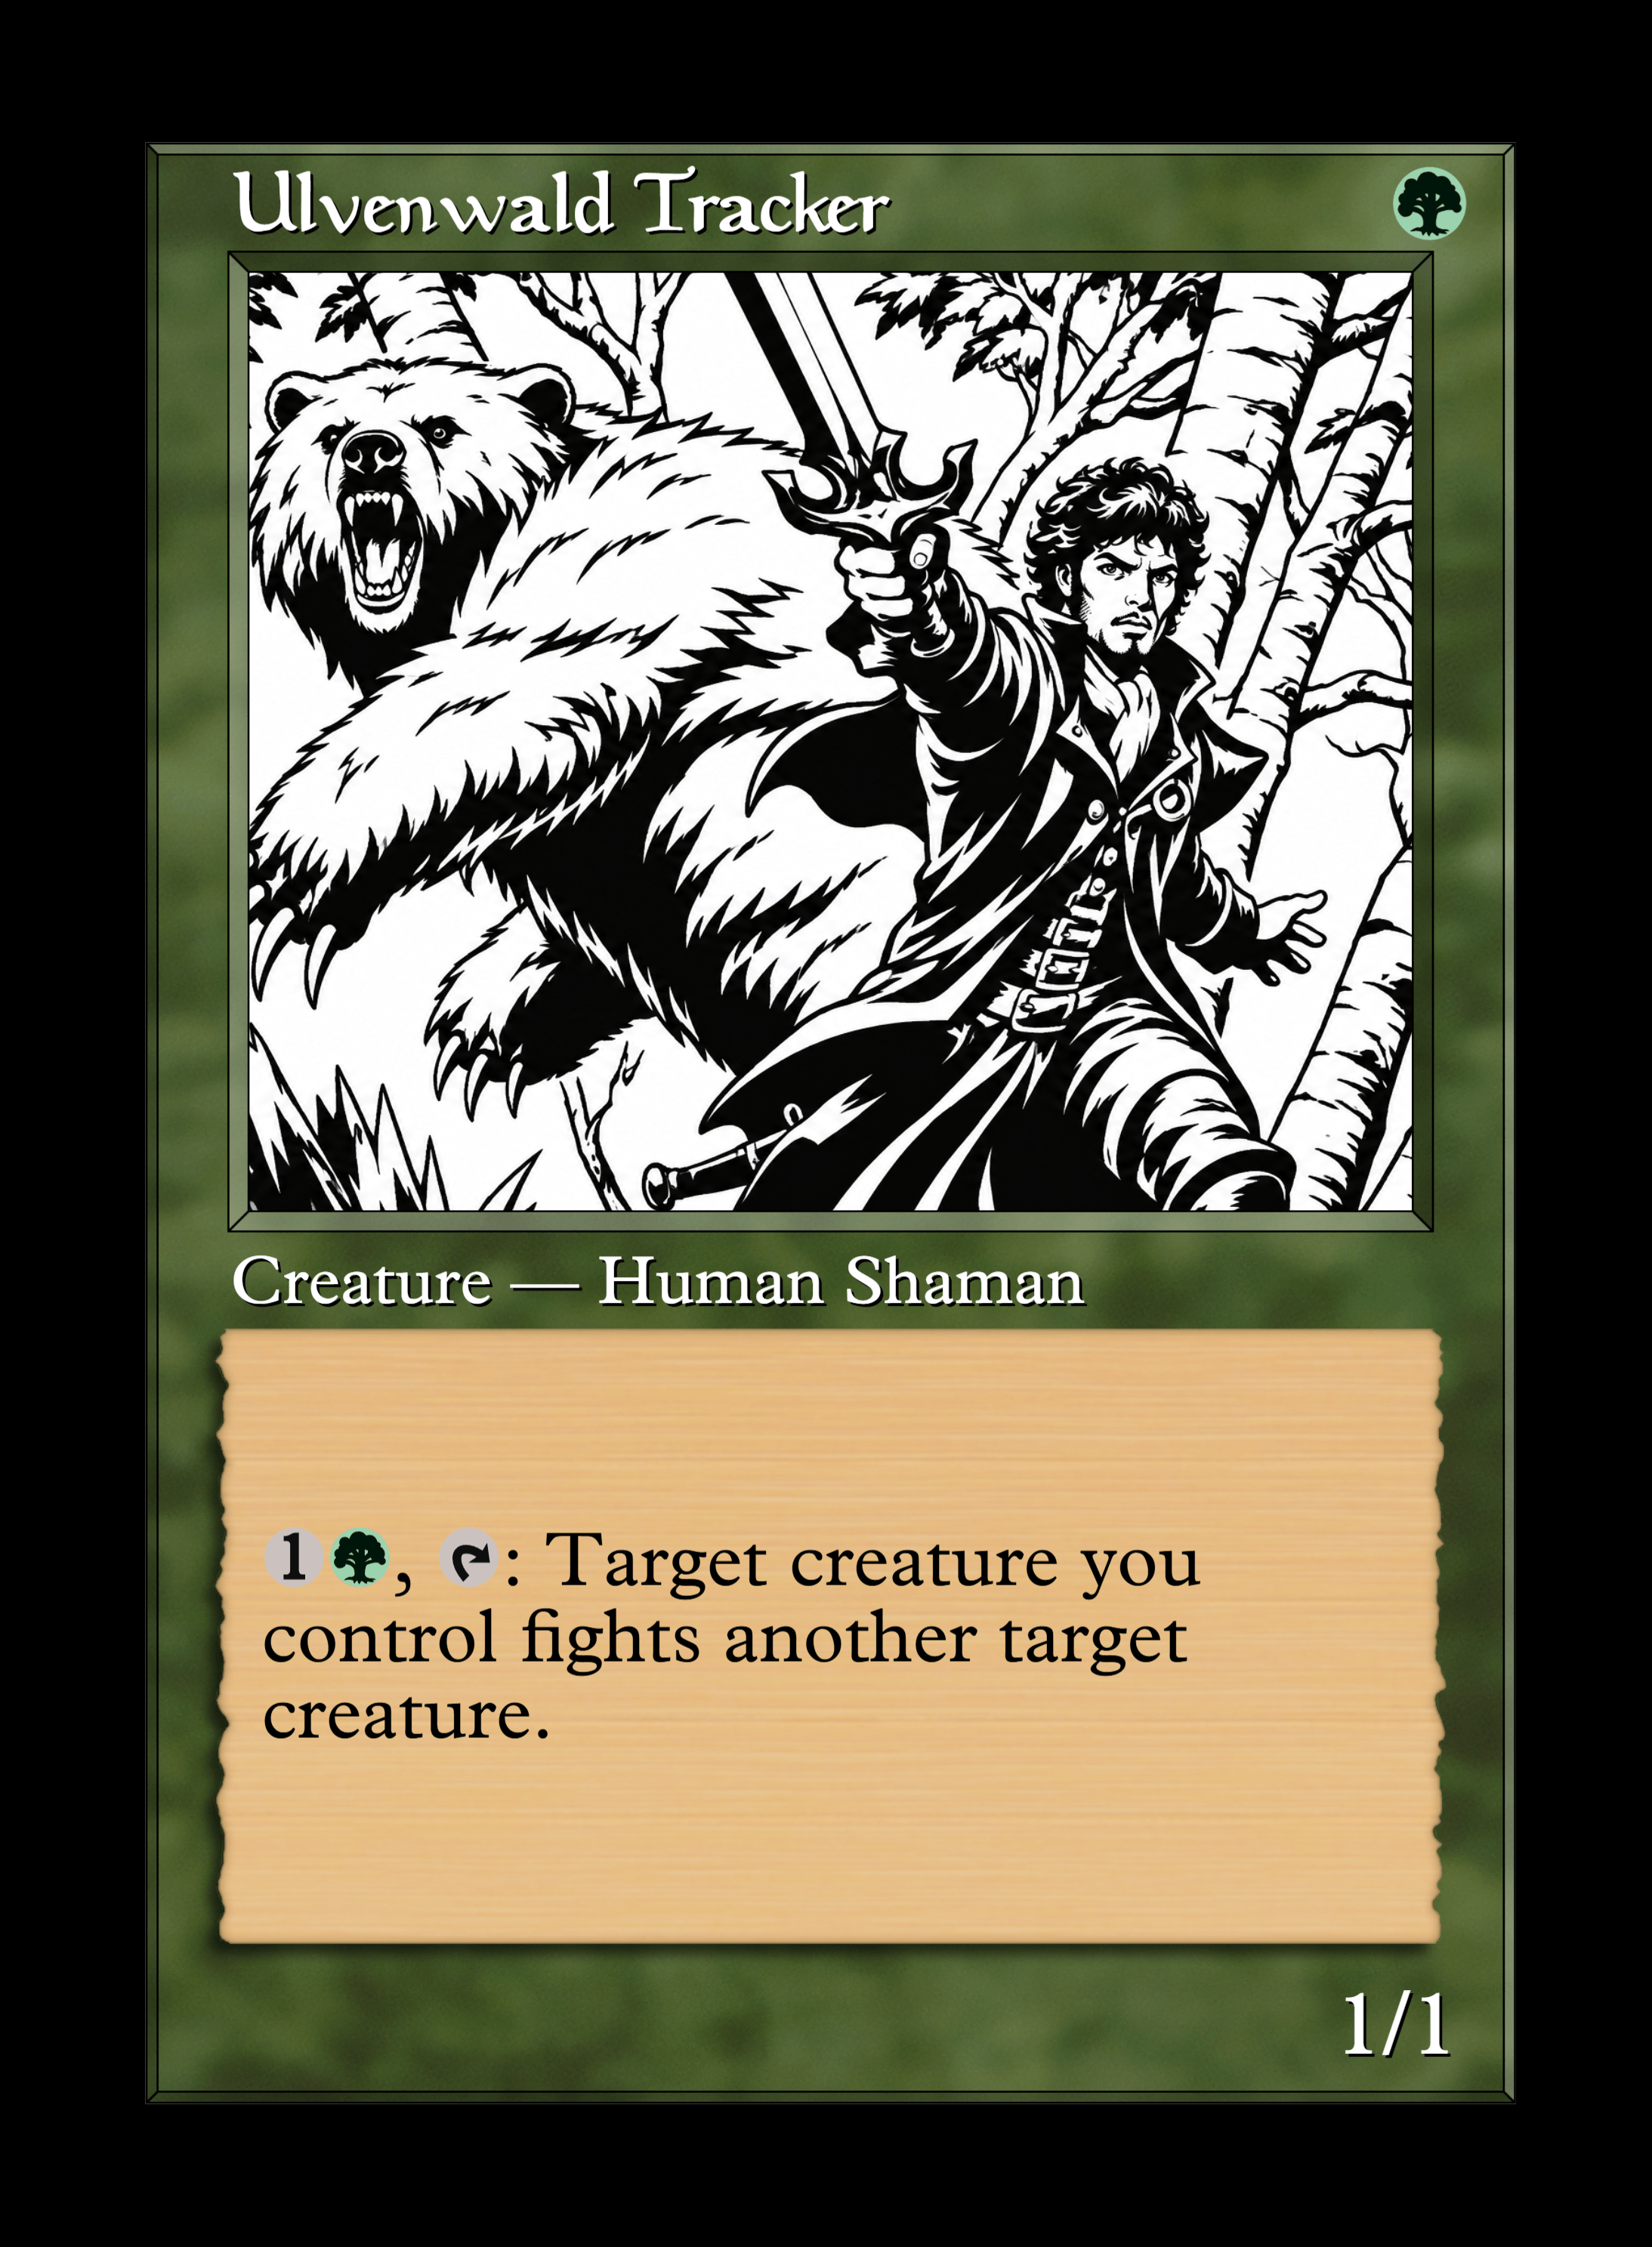 Ulvenwald Tracker
Creature — Human Shaman
1, : Target creature you
control fights another target
creature.
1/1